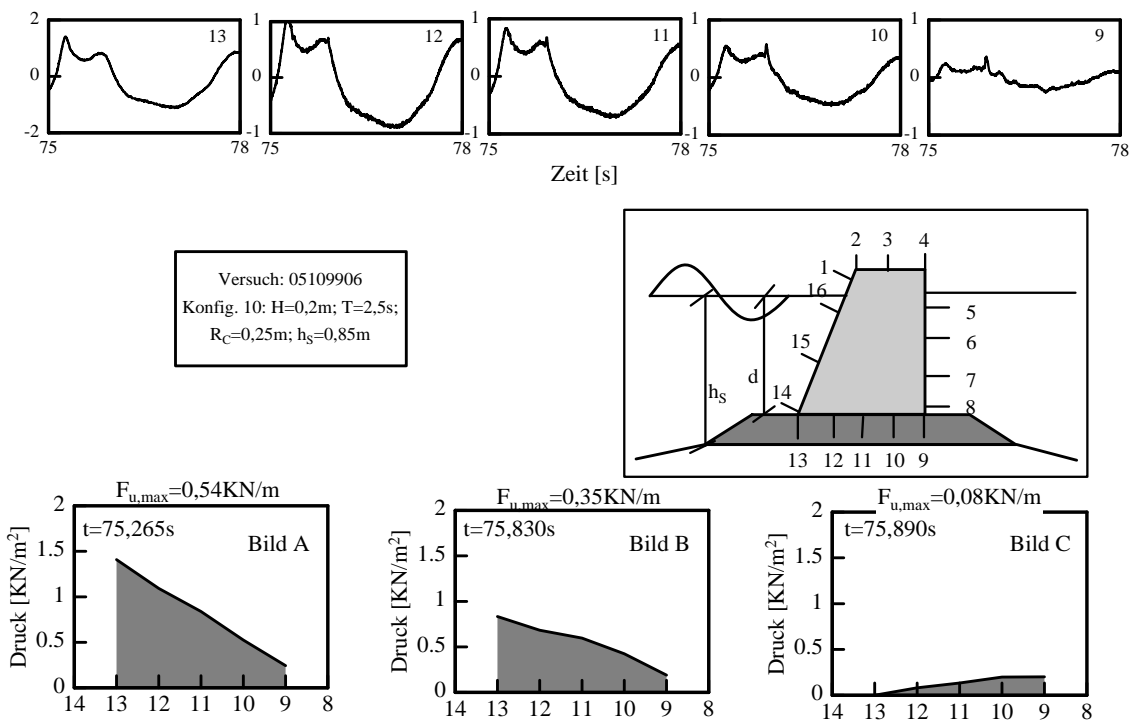 2 1 1 1 1
13 12 11 10 9
0 0 0 0 0
-2 -1 -1 -1 -1
75 78 75 78 75 78 75 78 75 78
Zeit [s]
Versuch: 05109906
Konfig. 10: H=0,2m; T=2,5s;
R_C=0,25m; h_S=0,85m
2 3 4
1
16
5
15 6
d 7
h_S 14 8
13 12 11 10 9
F_u,max=0,54KN/m
2
t=75,265s
Bild A
1.5
1
0.5
0
Druck [KN/m²]
14 13 12 11 10 9 8
F_u,max=0,35KN/m
2
t=75,830s
Bild B
1.5
1
0.5
0
Druck [KN/m²]
14 13 12 11 10 9 8
F_u,max=0,08KN/m
2
t=75,890s
Bild C
1.5
1
0.5
0
Druck [KN/m²]
14 13 12 11 10 9 8